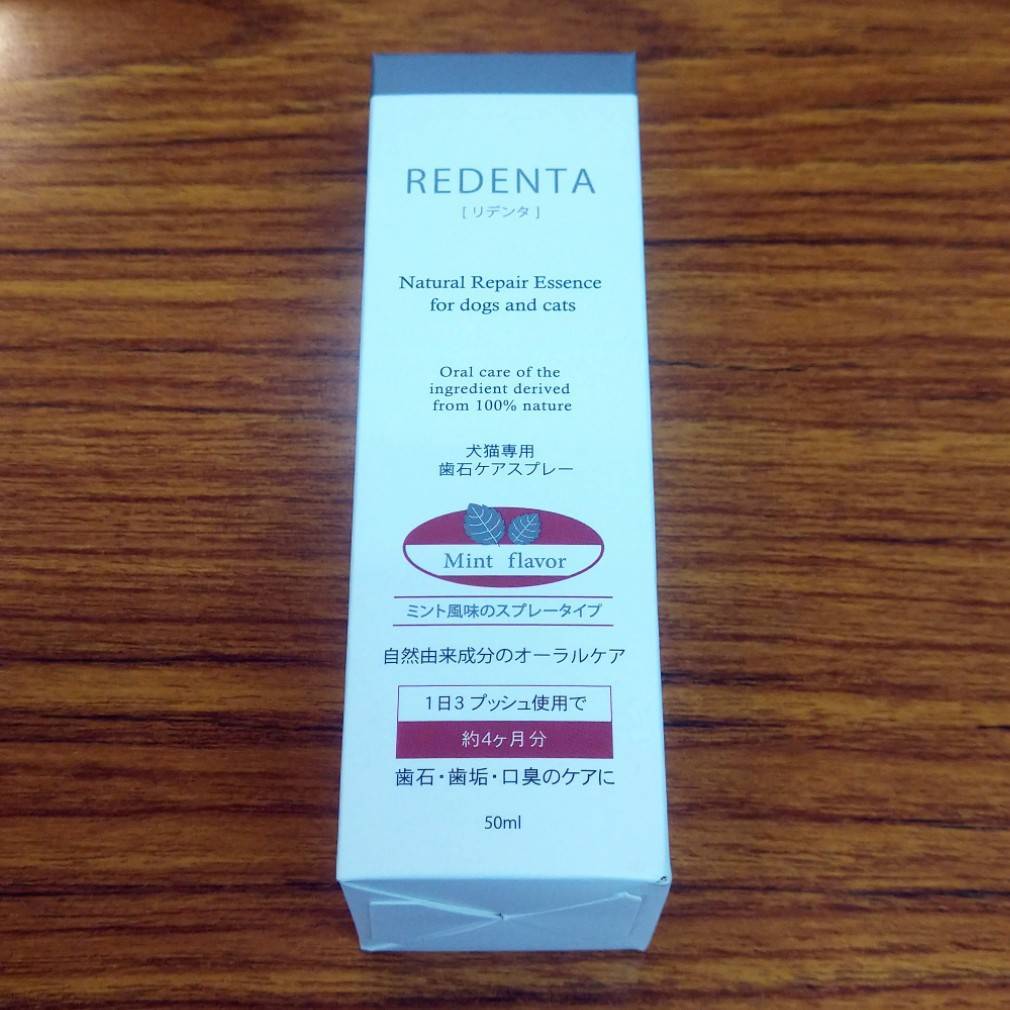 REDENTA
[ リデンタ ]
Natural Repair Essence
for dogs and cats
Oral care of the
ingredient derived
from 100% nature
犬猫専用
歯石ケアスプレー
Mint flavor
ミント風味のスプレータイプ
自然由来成分のオーラルケア
1日3プッシュ使用で
約4ヶ月分
歯石・歯垢・口臭のケアに
50ml